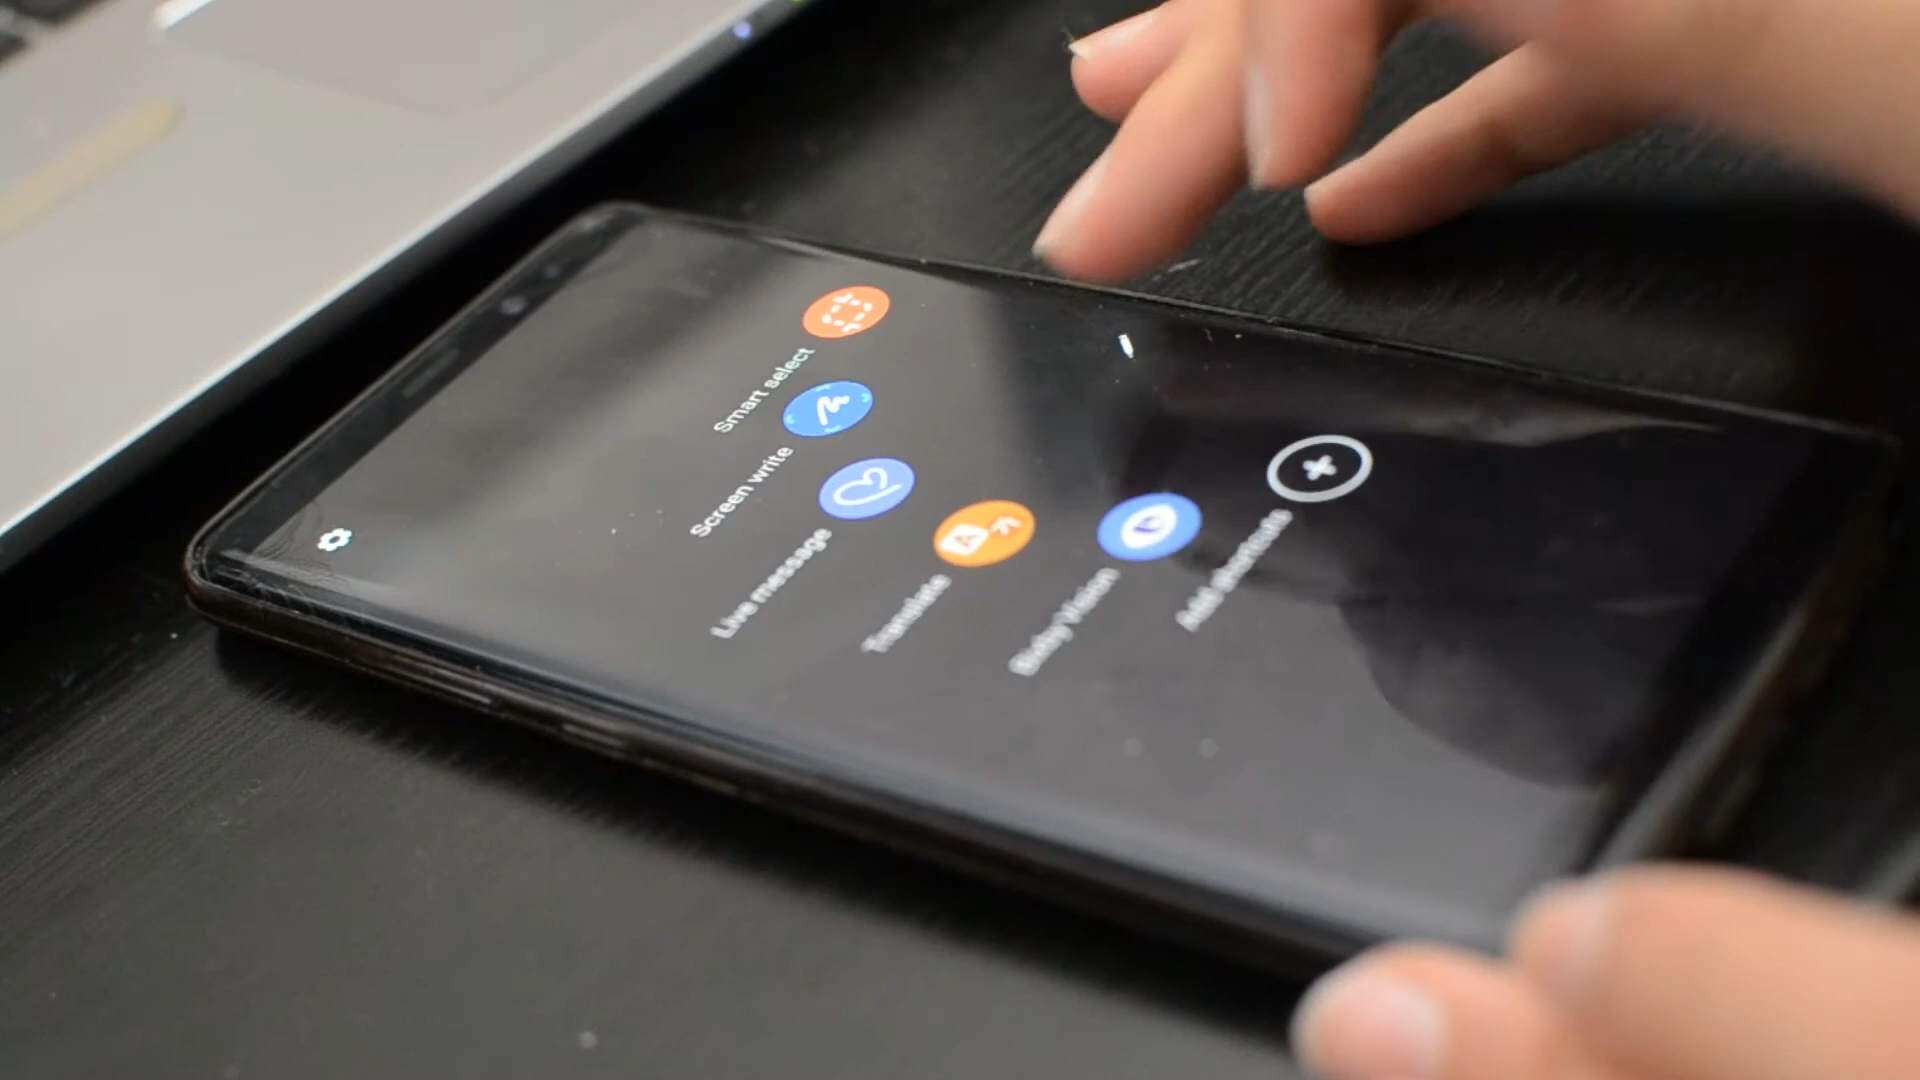 Smart select
Screen write
Live message
Translate
Bixby Vision
Add shortcuts